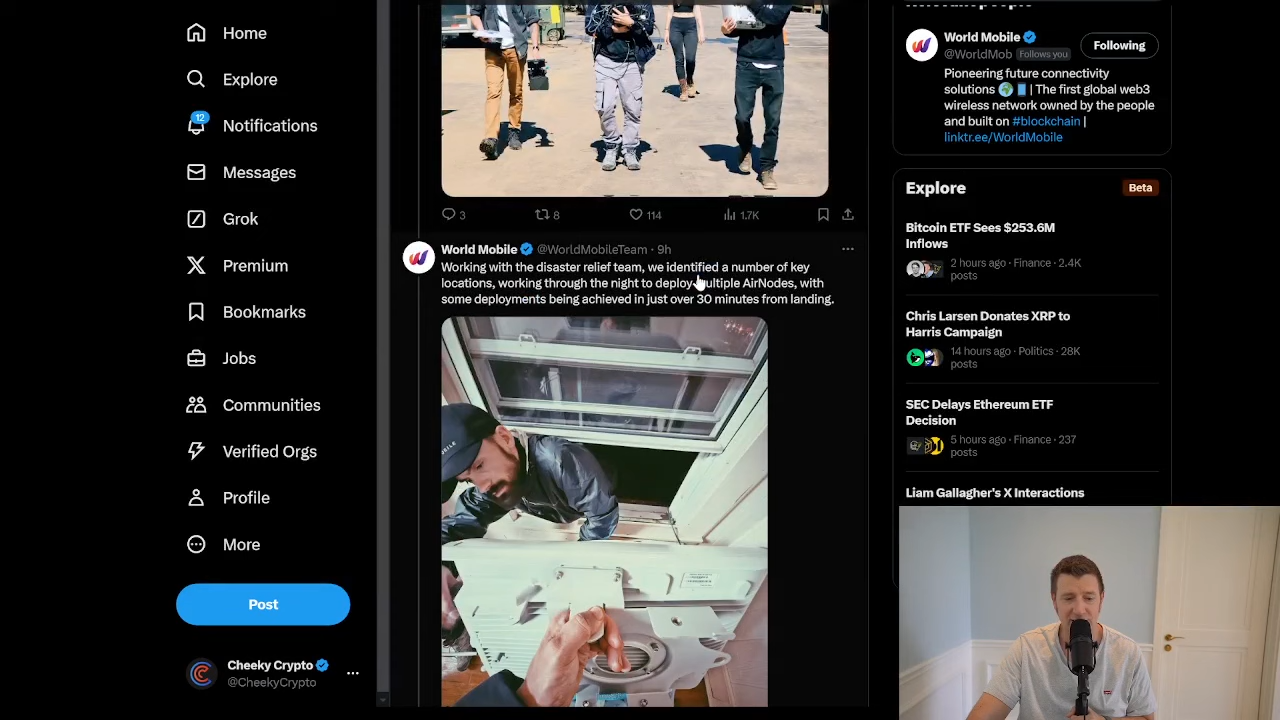 Home
Explore
12
Notifications
Messages
Grok
Premium
Bookmarks
Jobs
Communities
Verified Orgs
Profile
More
Post
Cheeky Crypto
@CheekyCrypto
3
8
114
1.7K
World Mobile @WorldMobileTeam · 9h
Working with the disaster relief team, we identified a number of key
locations, working through the night to deploy multiple AirNodes, with
some deployments being achieved in just over 30 minutes from landing.
World Mobile
@WorldMob Follows you
Following
Pioneering future connectivity
solutions | The first global web3
wireless network owned by the people
and built on #blockchain |
linktr.ee/WorldMobile
Explore
Beta
Bitcoin ETF Sees $253.6M
Inflows
2 hours ago · Finance · 2.4K
posts
Chris Larsen Donates XRP to
Harris Campaign
14 hours ago · Politics · 28K
posts
SEC Delays Ethereum ETF
Decision
5 hours ago · Finance · 237
posts
Liam Gallagher's X Interactions